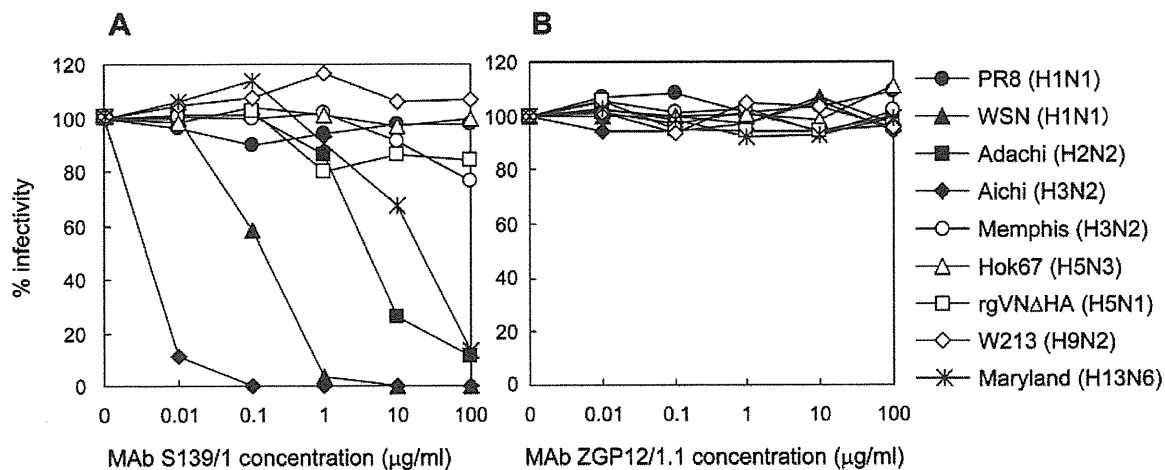 A
B
120
100
80
60
40
20
0
% infectivity
0 0.01 0.1 1 10 100
MAb S139/1 concentration (μg/ml)
120
100
80
60
40
20
0
0 0.01 0.1 1 10 100
MAb ZGP12/1.1 concentration (μg/ml)
PR8 (H1N1)
WSN (H1N1)
Adachi (H2N2)
Aichi (H3N2)
Memphis (H3N2)
Hok67 (H5N3)
rgVNΔHA (H5N1)
W213 (H9N2)
Maryland (H13N6)